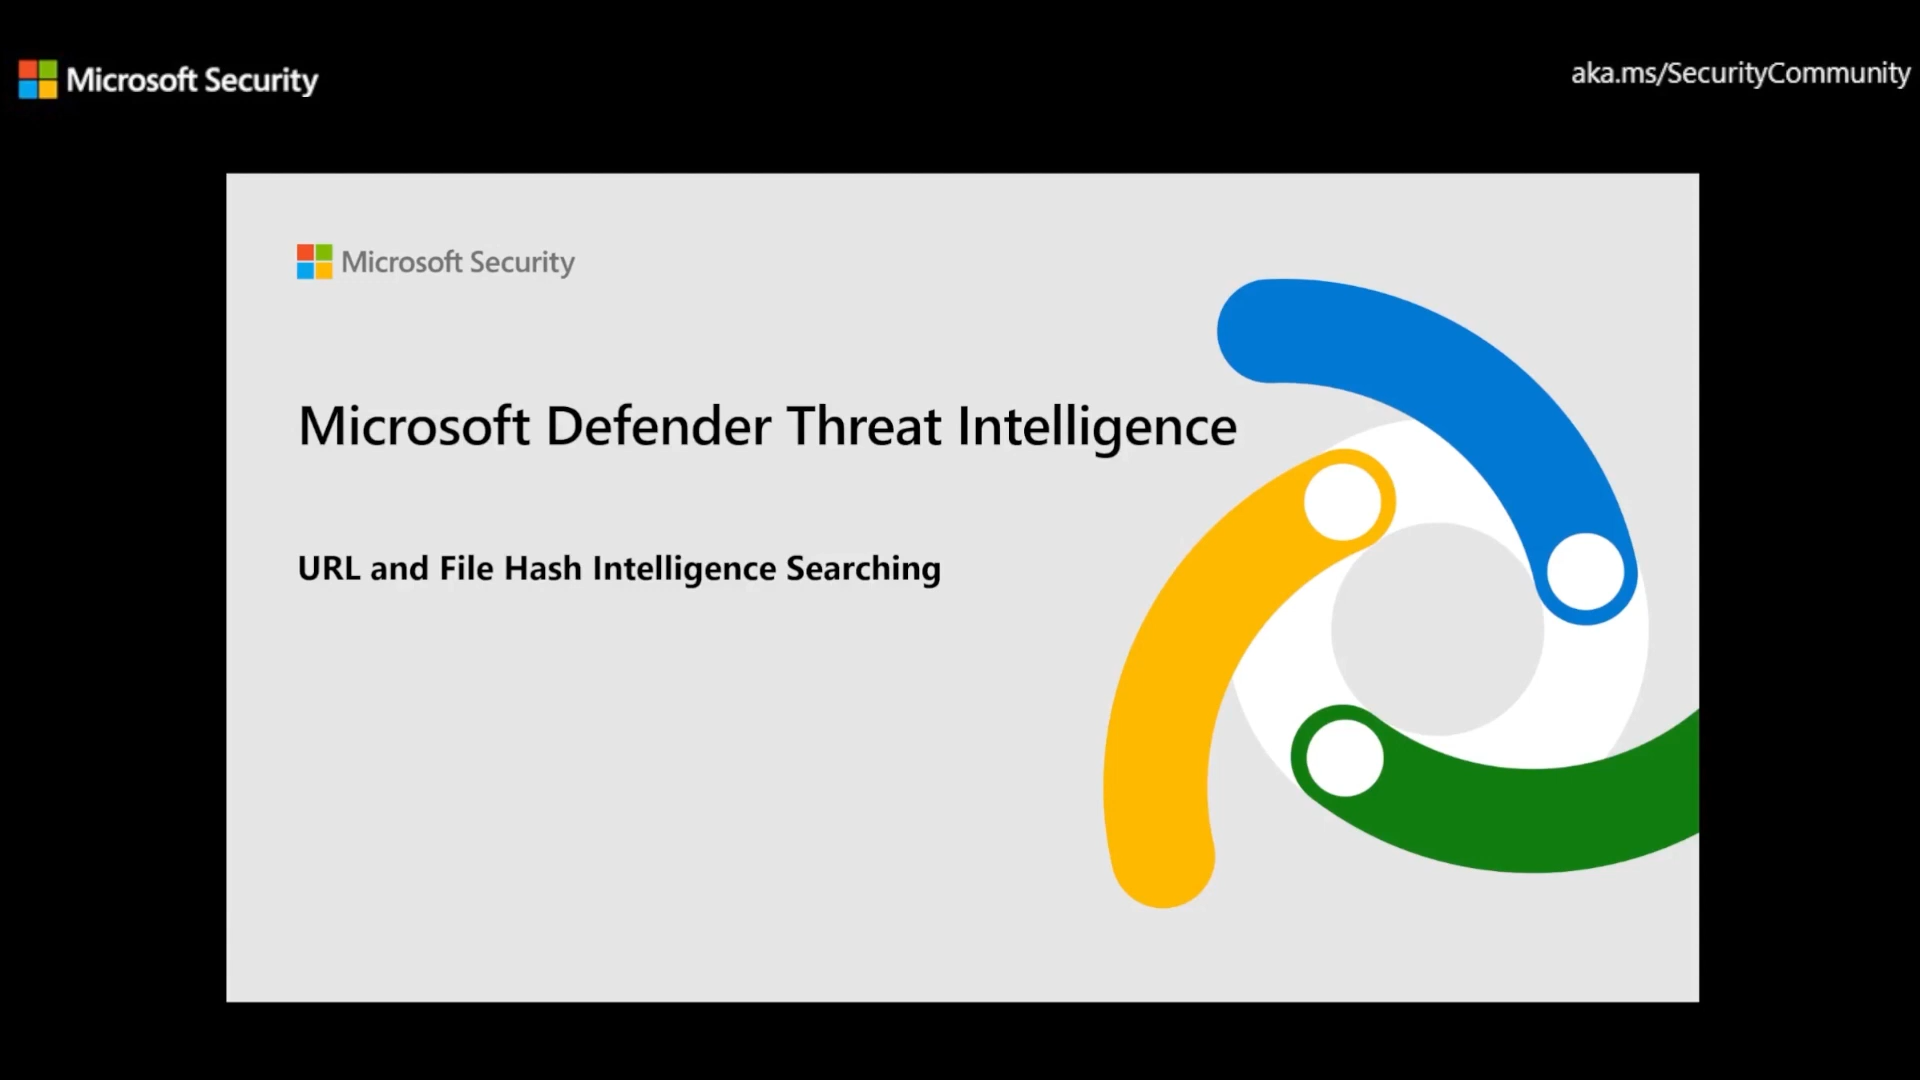 Microsoft Security
aka.ms/SecurityCommunity
Microsoft Security
Microsoft Defender Threat Intelligence
URL and File Hash Intelligence Searching